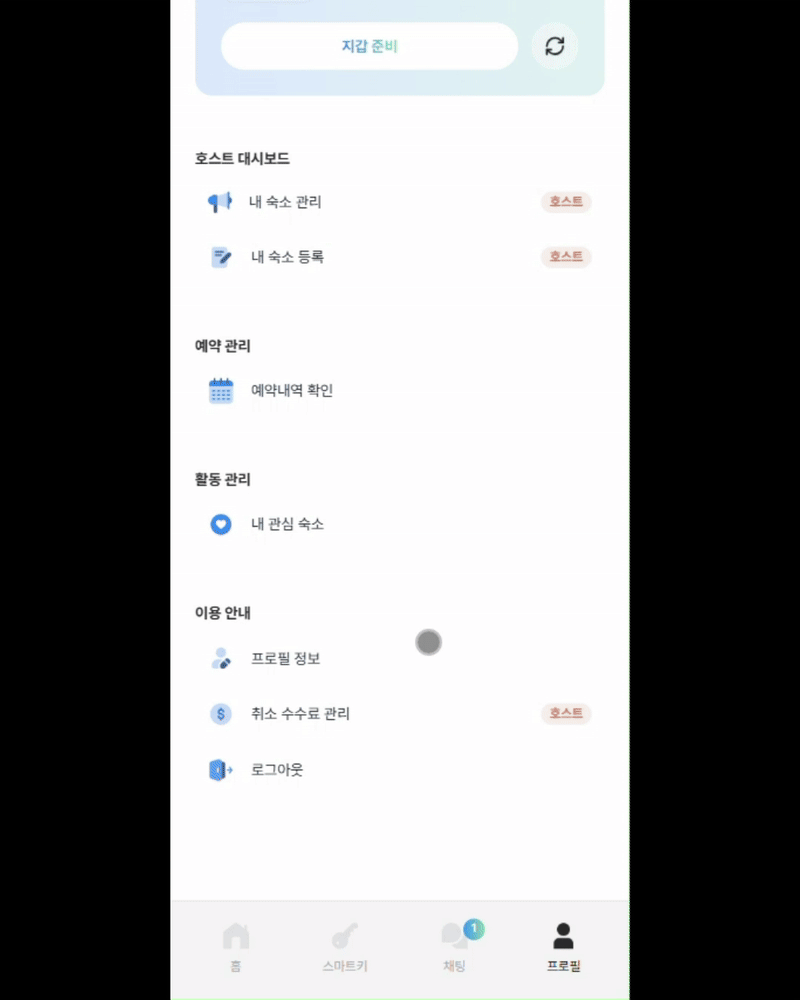 지갑 준비
호스트 대시보드
내 숙소 관리
호스트
내 숙소 등록
호스트
예약 관리
예약내역 확인
활동 관리
내 관심 숙소
이용 안내
프로필 정보
취소 수수료 관리
호스트
로그아웃
1
홈
스마트키
채팅
프로필